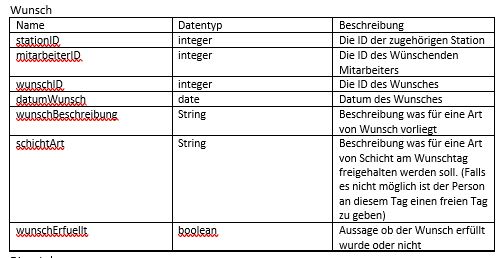 Wunsch
Name Datentyp Beschreibung
stationID integer Die ID der zugehörigen Station
mitarbeiterID integer Die ID des Wünschenden
Mitarbeiters
wunschID integer Die ID des Wunsches
datumWunsch date Datum des Wunsches
wunschBeschreibung String Beschreibung was für eine Art
von Wunsch vorliegt
schichtArt String Beschreibung was für eine Art
von Schicht am Wunschtag
freigehalten werden soll. (Falls
es nicht möglich ist der Person
an diesem Tag einen freien Tag
zu geben)
wunschErfuellt boolean Aussage ob der Wunsch erfüllt
wurde oder nicht